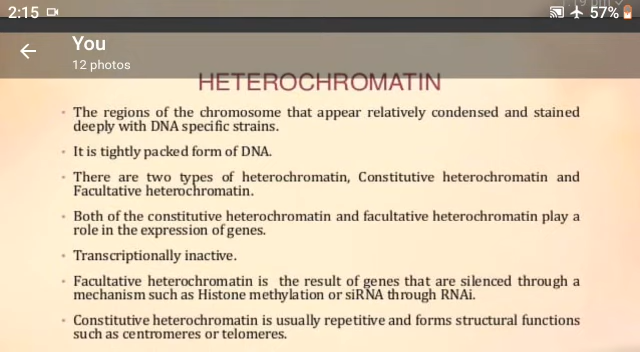 2:15 57%
You
12 photos
HETEROCHROMATIN
• The regions of the chromosome that appear relatively condensed and stained
deeply with DNA specific strains.
• It is tightly packed form of DNA.
• There are two types of heterochromatin, Constitutive heterochromatin and
Facultative heterochromatin.
• Both of the constitutive heterochromatin and facultative heterochromatin play a
role in the expression of genes.
• Transcriptionally inactive.
• Facultative heterochromatin is the result of genes that are silenced through a
mechanism such as Histone methylation or siRNA through RNAi.
• Constitutive heterochromatin is usually repetitive and forms structural functions
such as centromeres or telomeres.